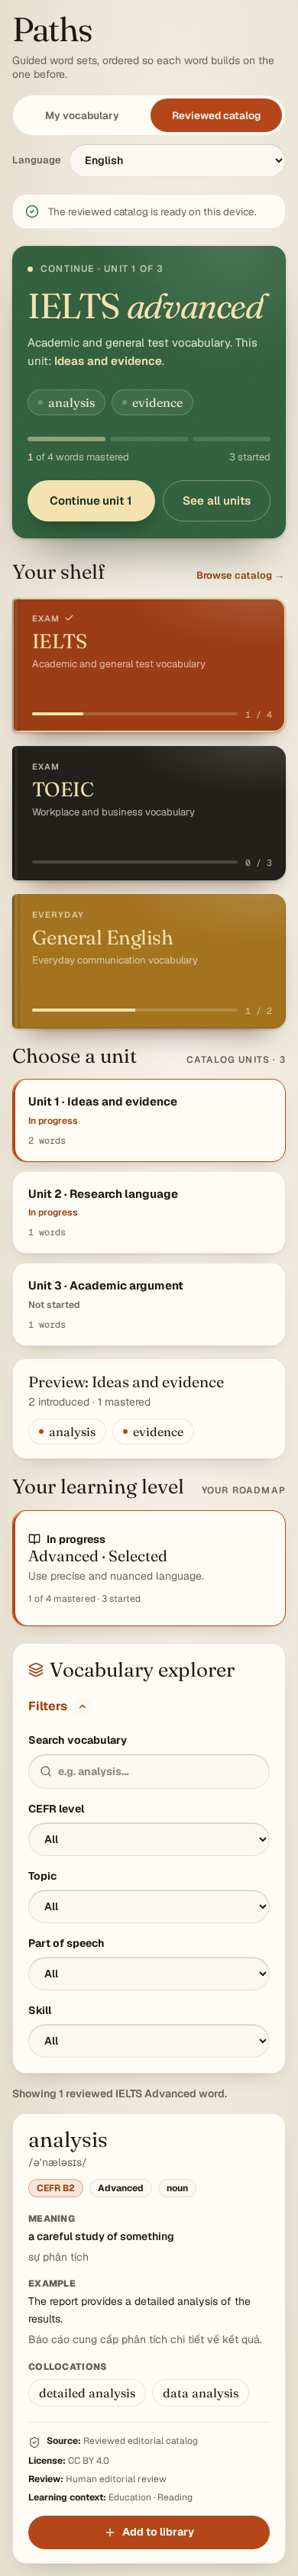 Paths
Guided word sets, ordered so each word builds on the
one before.
My vocabulary
Reviewed catalog
Language
English
The reviewed catalog is ready on this device.
CONTINUE · UNIT 1 OF 3
IELTS advanced
Academic and general test vocabulary. This
unit: Ideas and evidence.
analysis
evidence
1 of 4 words mastered
3 started
Continue unit 1
See all units
Your shelf
Browse catalog →
EXAM
IELTS
Academic and general test vocabulary
1 / 4
EXAM
TOEIC
Workplace and business vocabulary
0 / 3
EVERYDAY
General English
Everyday communication vocabulary
1 / 2
Choose a unit
CATALOG UNITS · 3
Unit 1 · Ideas and evidence
In progress
2 words
Unit 2 · Research language
In progress
1 words
Unit 3 · Academic argument
Not started
1 words
Preview: Ideas and evidence
2 introduced · 1 mastered
analysis
evidence
Your learning level
YOUR ROADMAP
In progress
Advanced · Selected
Use precise and nuanced language.
1 of 4 mastered · 3 started
Vocabulary explorer
Filters
Search vocabulary
e.g. analysis...
CEFR level
All
Topic
All
Part of speech
All
Skill
All
Showing 1 reviewed IELTS Advanced word.
analysis
/əˈnæləsɪs/
CEFR B2
Advanced
noun
MEANING
a careful study of something
sự phân tích
EXAMPLE
The report provides a detailed analysis of the
results.
Báo cáo cung cấp phân tích chi tiết về kết quả.
COLLOCATIONS
detailed analysis
data analysis
Source: Reviewed editorial catalog
License: CC BY 4.0
Review: Human editorial review
Learning context: Education · Reading
Add to library